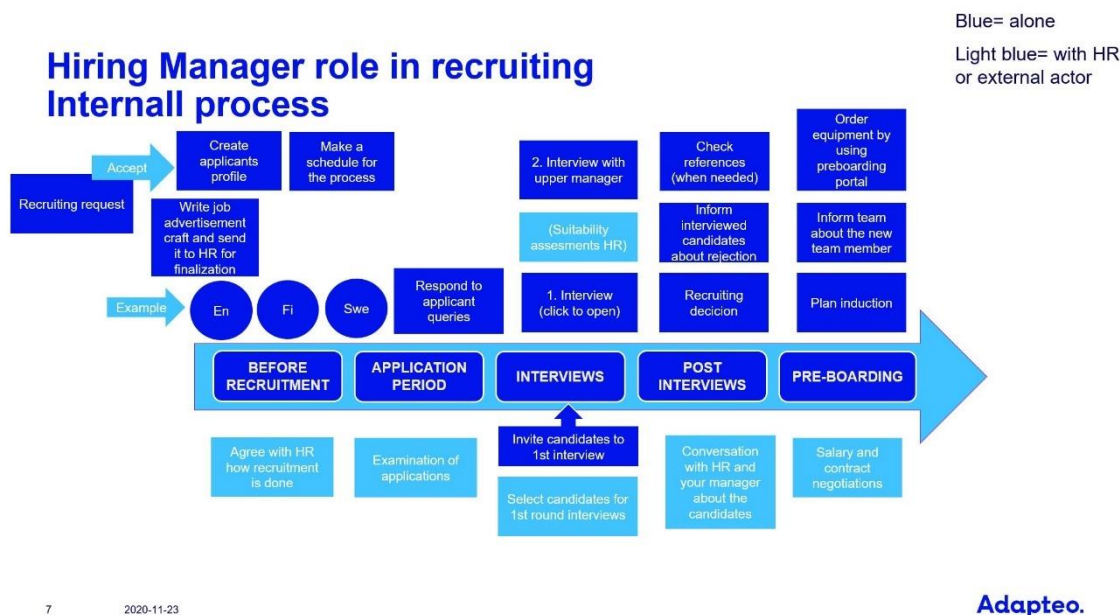 Blue= alone
Light blue= with HR
or external actor
Hiring Manager role in recruiting
Internall process
Accept
Recruiting request
Create
applicants
profile
Make a
schedule for
the process
Write job
advertisement
craft and send
it to HR for
finalization
Example
En
Fi
Swe
Respond to
applicant
queries
2. Interview with
upper manager
(Suitability
assesments HR)
1. Interview
(click to open)
Check
references
(when needed)
Inform
interviewed
candidates
about rejection
Recruiting
decicion
Order
equipment by
using
preboarding
portal
Inform team
about the new
team member
Plan induction
BEFORE
RECRUITMENT
APPLICATION
PERIOD
INTERVIEWS
POST
INTERVIEWS
PRE-BOARDING
Agree with HR
how recruitment
is done
Examination of
applications
Invite candidates to
1st interview
Select candidates for
1st round interviews
Conversation
with HR and
your manager
about the
candidates
Salary and
contract
negotiations
7
2020-11-23
Adapteo.